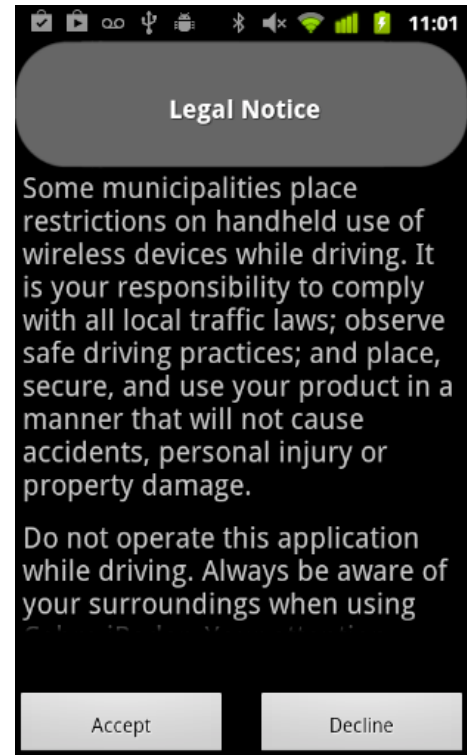 11:01
Legal Notice
Some municipalities place
restrictions on handheld use of
wireless devices while driving. It
is your responsibility to comply
with all local traffic laws; observe
safe driving practices; and place,
secure, and use your product in a
manner that will not cause
accidents, personal injury or
property damage.
Do not operate this application
while driving. Always be aware of
your surroundings when using
Accept Decline